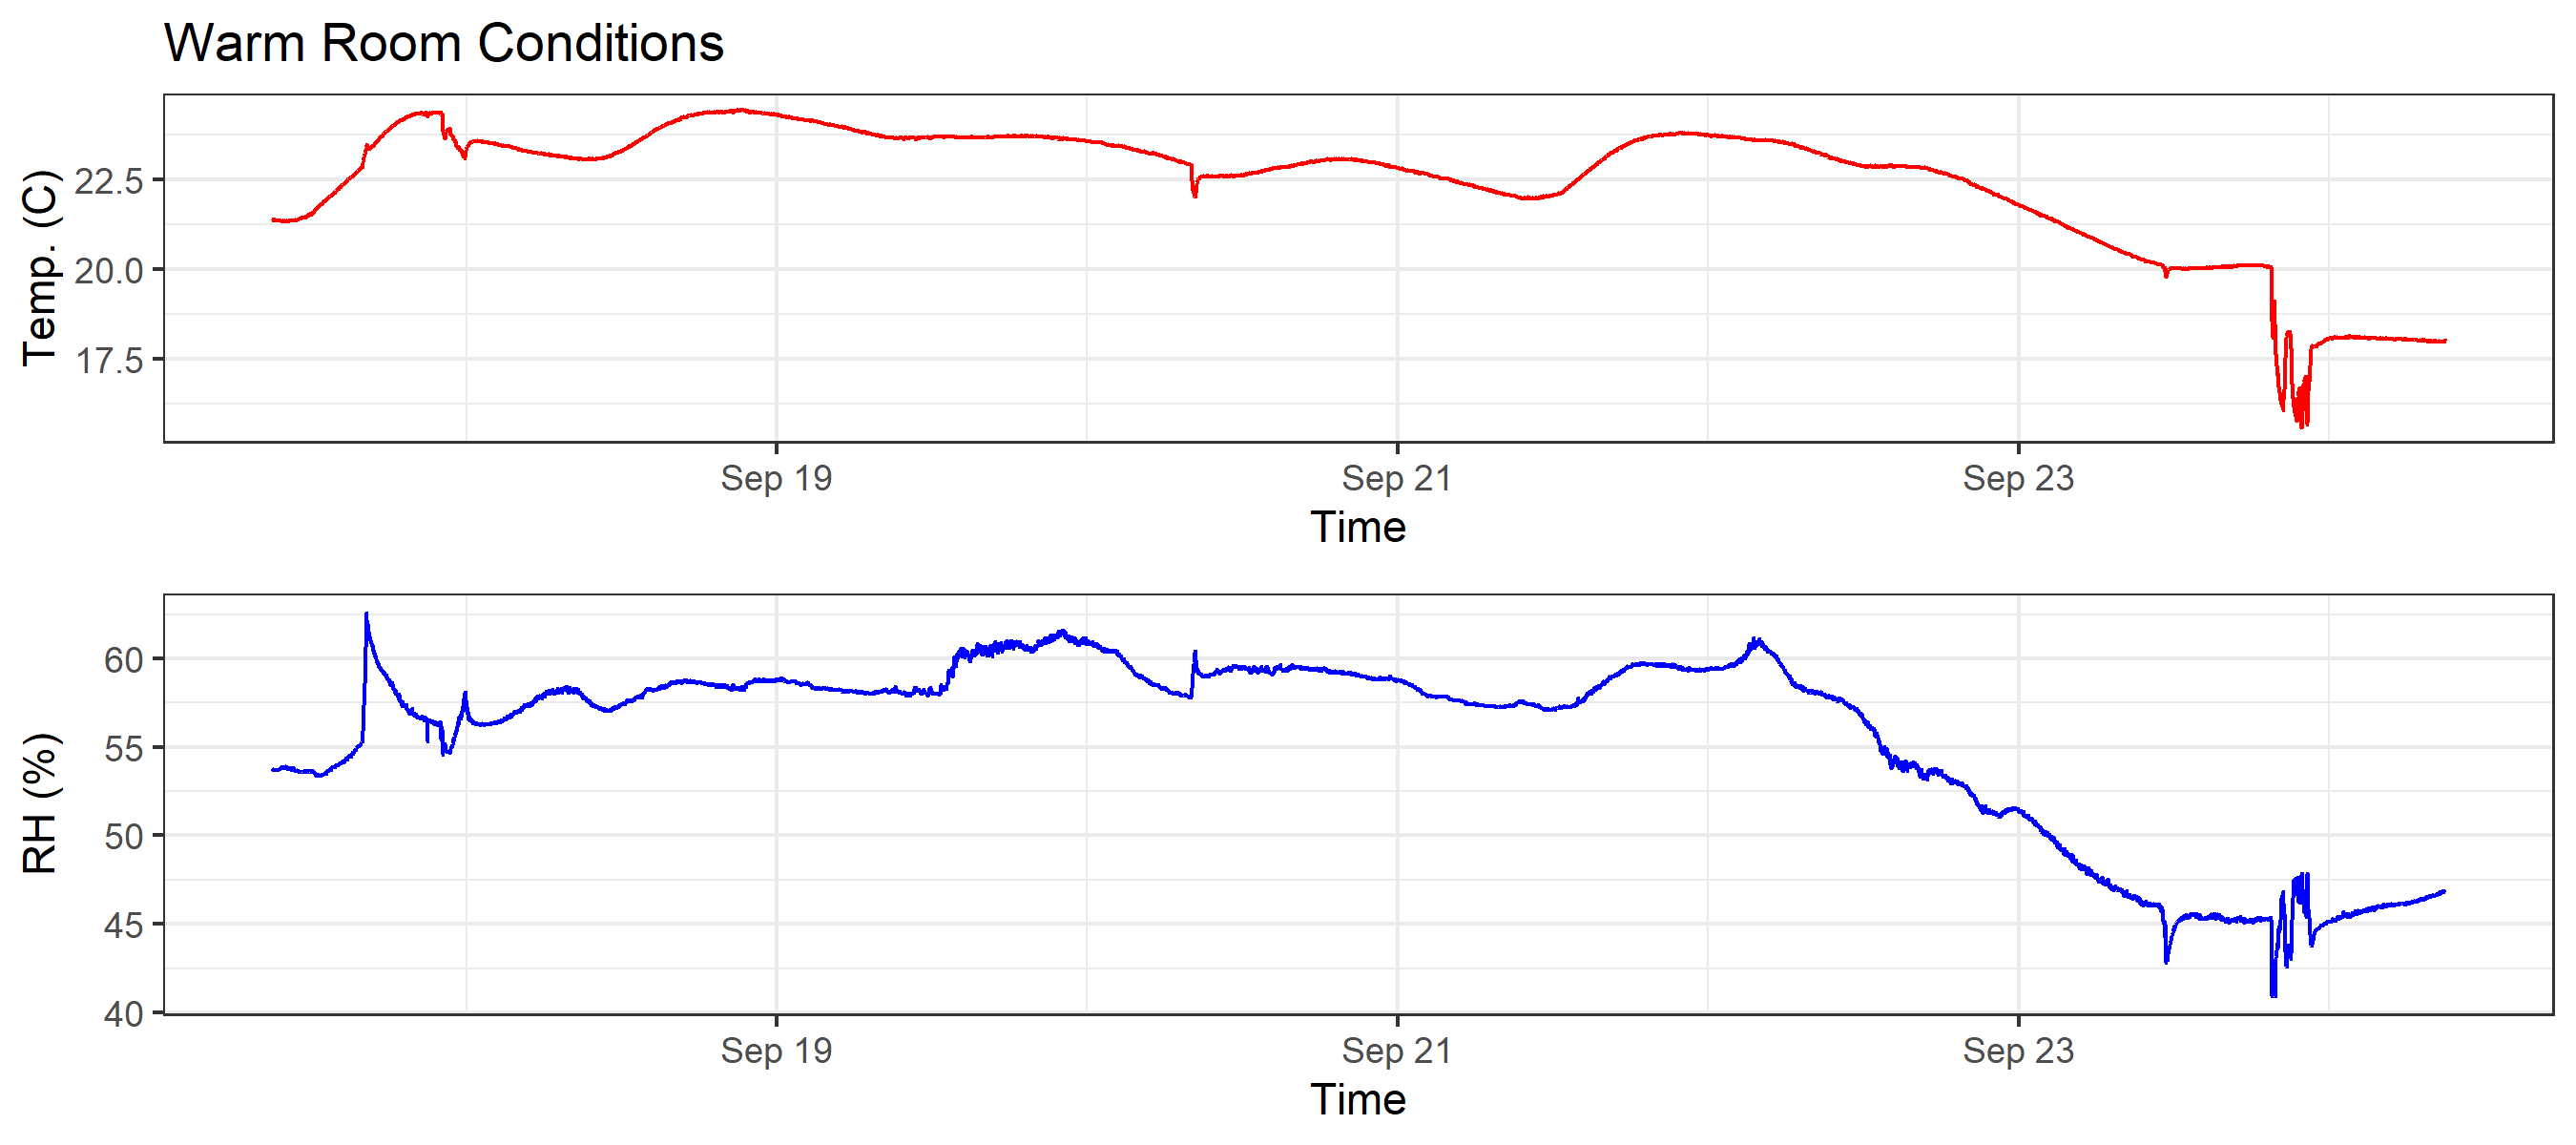 Warm Room Conditions
Temp. (C)
22.5
20.0
17.5
Sep 19 Sep 21 Sep 23
Time
RH (%)
60
55
50
45
40
Sep 19 Sep 21 Sep 23
Time